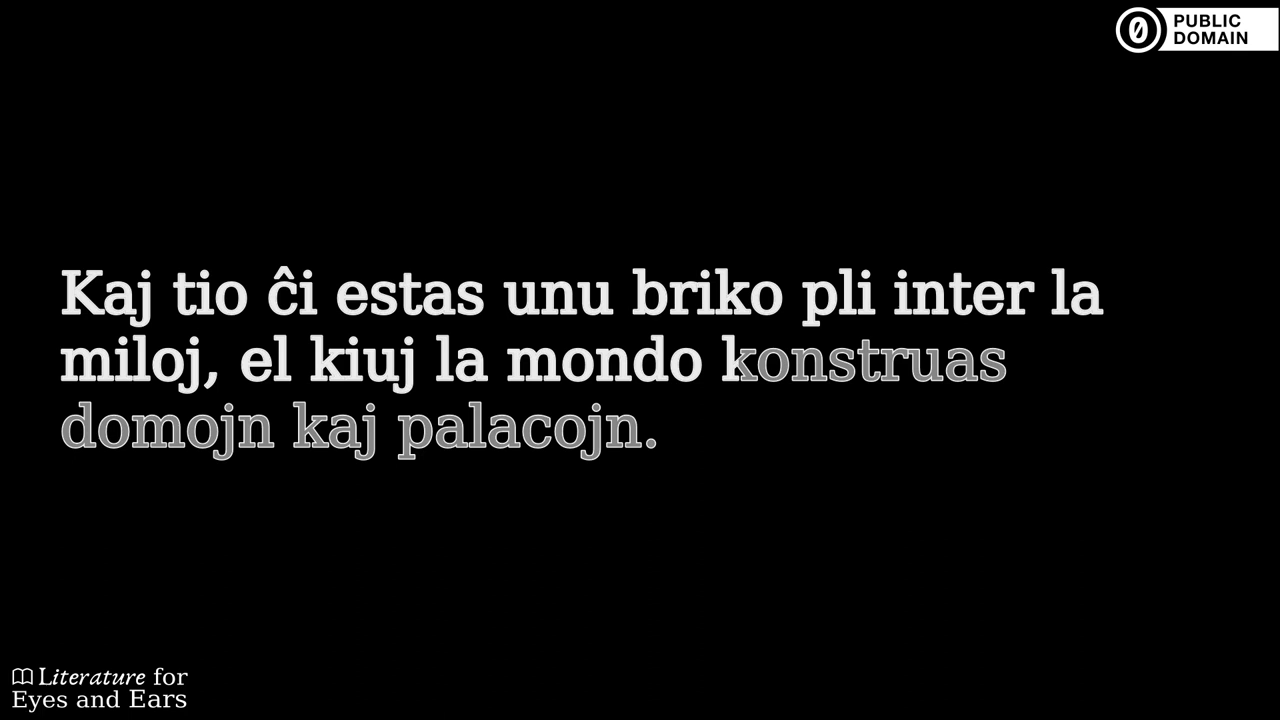 PUBLIC
DOMAIN
Kaj tio ĉi estas unu briko pli inter la
miloj, el kiuj la mondo konstruas
domojn kaj palacojn.
Literature for
Eyes and Ears